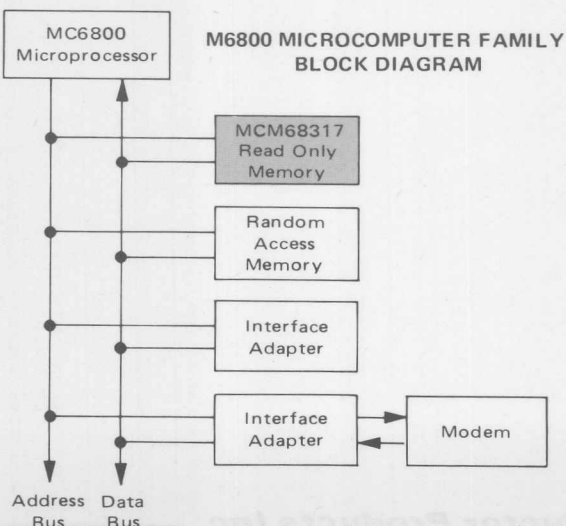 MC6800
Microprocessor
M6800 MICROCOMPUTER FAMILY
BLOCK DIAGRAM
MCM68317
Read Only
Memory
Random
Access
Memory
Interface
Adapter
Interface
Adapter
Modem
Address
Bus
Data
Bus